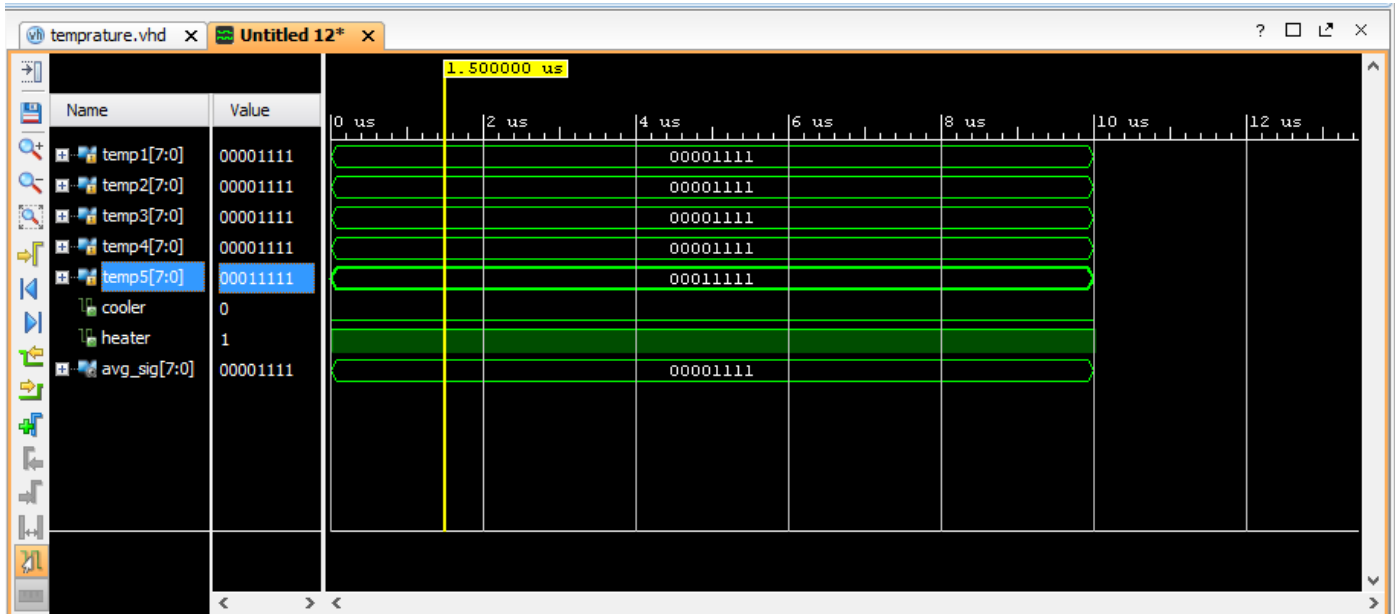 temprature.vhd X Untitled 12* X ?
1.500000 us
Name Value 0 us 2 us 4 us 6 us 8 us 10 us 12 us
temp1[7:0] 00001111 00001111
temp2[7:0] 00001111 00001111
temp3[7:0] 00001111 00001111
temp4[7:0] 00001111 00001111
temp5[7:0] 00011111 00011111
cooler 0
heater 1
avg_sig[7:0] 00001111 00001111